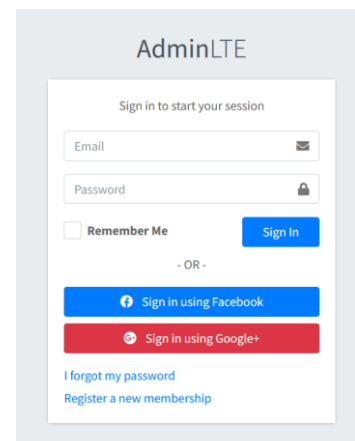 AdminLTE
Sign in to start your session
Email
Password
Remember Me Sign In
- OR -
Sign in using Facebook
Sign in using Google+
I forgot my password
Register a new membership